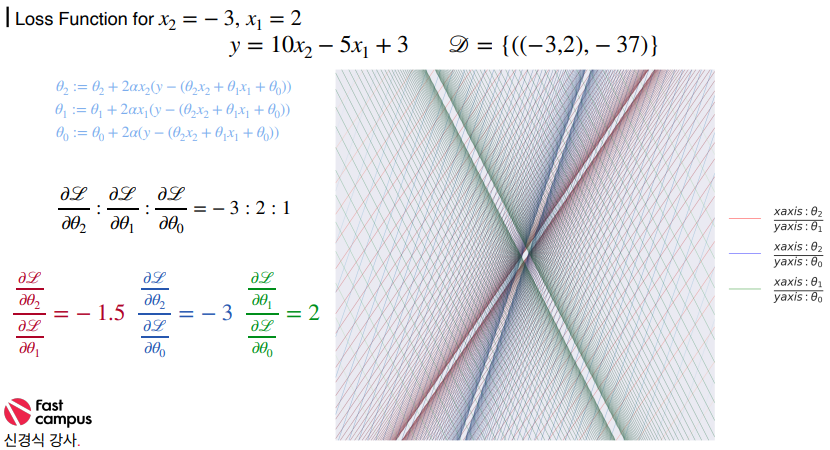 Loss Function for x₂ = − 3, x₁ = 2
y = 10x₂ − 5x₁ + 3 𝒟 = {((−3,2), − 37)}
θ₂ := θ₂ + 2αx₂(y − (θ₂x₂ + θ₁x₁ + θ₀))
θ₁ := θ₁ + 2αx₁(y − (θ₂x₂ + θ₁x₁ + θ₀))
θ₀ := θ₀ + 2α(y − (θ₂x₂ + θ₁x₁ + θ₀))
∂ℒ/∂θ₂ : ∂ℒ/∂θ₁ : ∂ℒ/∂θ₀ = − 3 : 2 : 1
(∂ℒ/∂θ₂)/(∂ℒ/∂θ₁) = − 1.5 (∂ℒ/∂θ₂)/(∂ℒ/∂θ₀) = − 3 (∂ℒ/∂θ₁)/(∂ℒ/∂θ₀) = 2
xaxis : θ₂
yaxis : θ₁
xaxis : θ₂
yaxis : θ₀
xaxis : θ₁
yaxis : θ₀
Fast
campus
신경식 강사.